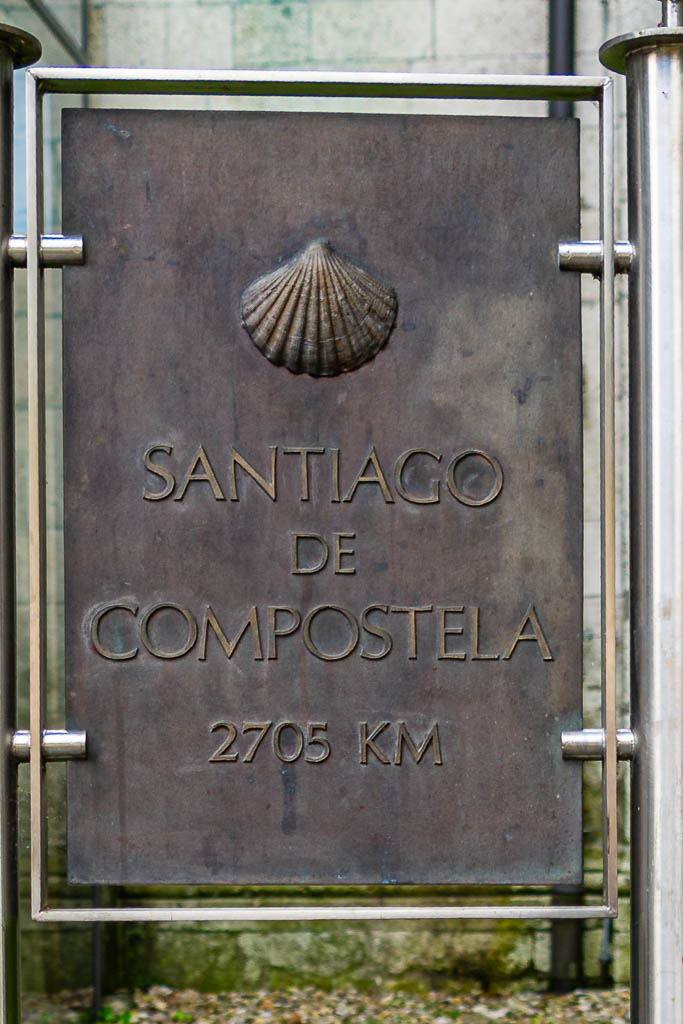 SANTIAGO
DE
COMPOSTELA
2705 KM